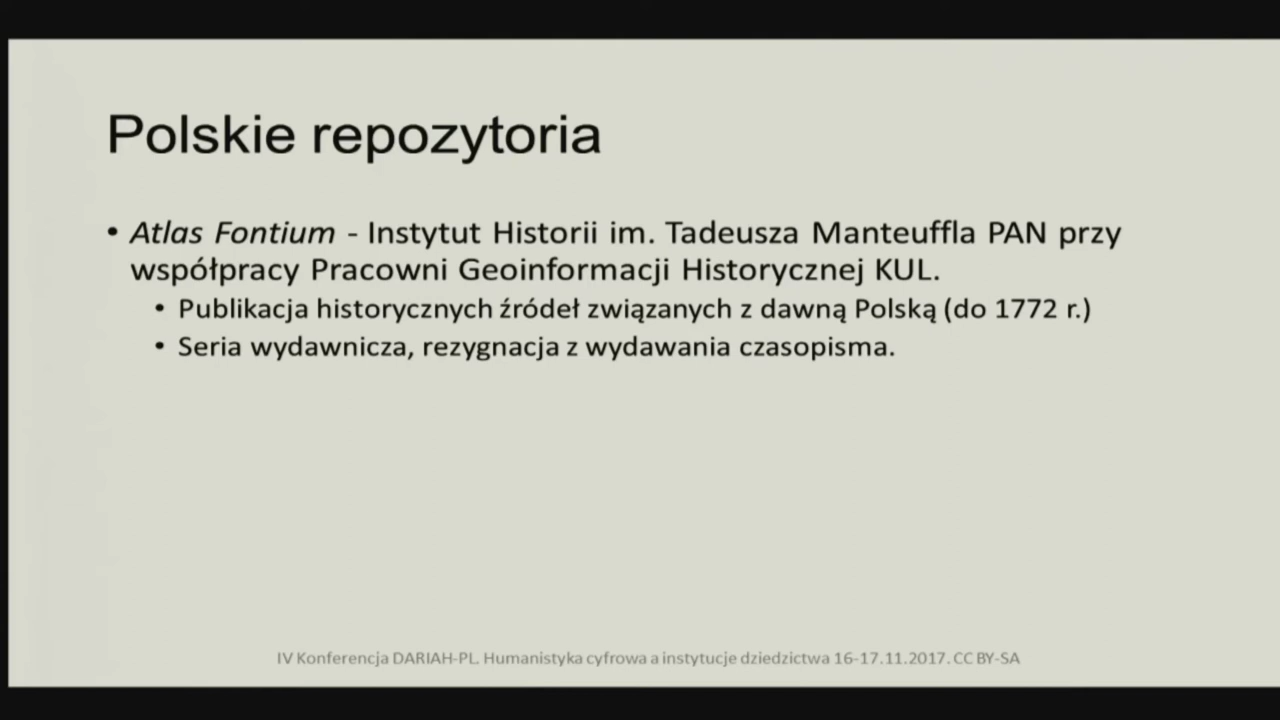 Polskie repozytoria
• Atlas Fontium - Instytut Historii im. Tadeusza Manteuffla PAN przy
współpracy Pracowni Geoinformacji Historycznej KUL.
• Publikacja historycznych źródeł związanych z dawną Polską (do 1772 r.)
• Seria wydawnicza, rezygnacja z wydawania czasopisma.
IV Konferencja DARIAH-PL. Humanistyka cyfrowa a instytucje dziedzictwa 16-17.11.2017. CC BY-SA